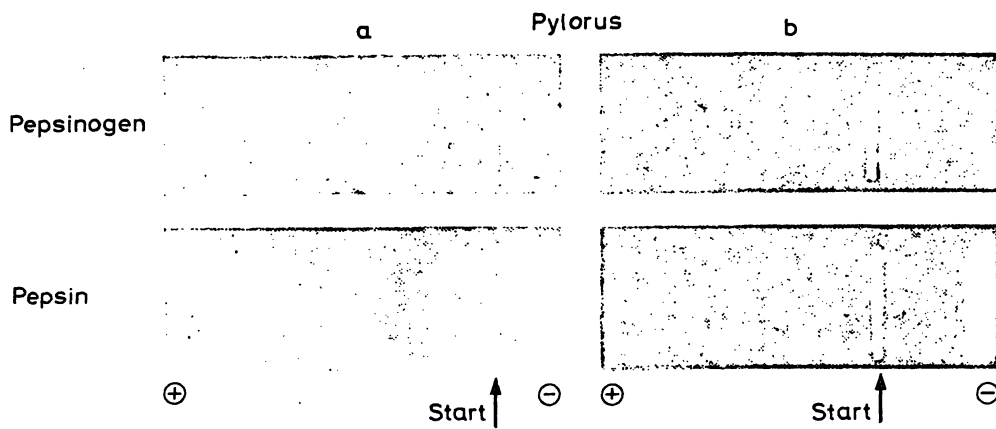 Pylorus
a b
Pepsinogen
Pepsin
⊕ Start ⊖ ⊕ Start ⊖